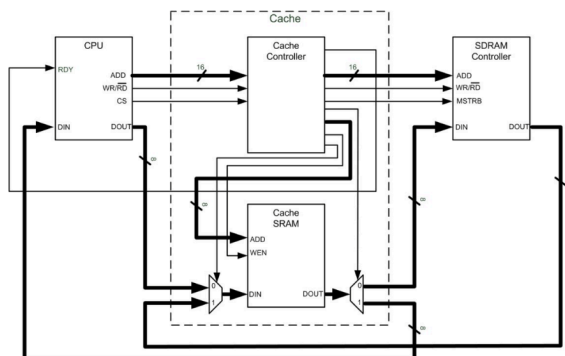 Cache
CPU
Cache
Controller
SDRAM
Controller
RDY
ADD
16
16
ADD
WR/RD
WR/RD
CS
MSTRB
DIN
DOUT
DIN
DOUT
8
8
8
Cache
SRAM
ADD
WEN
0
1
DIN
DOUT
0
1
8